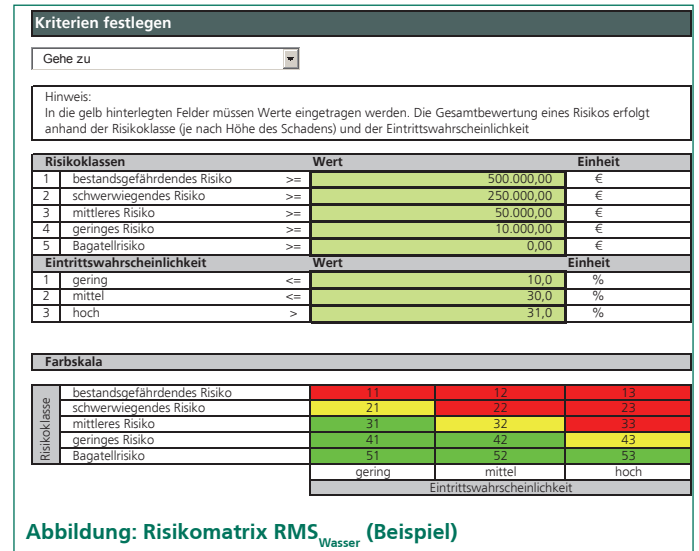 Kriterien festlegen
Gehe zu
Hinweis:
In die gelb hinterlegten Felder müssen Werte eingetragen werden. Die Gesamtbewertung eines Risikos erfolgt
anhand der Risikoklasse (je nach Höhe des Schadens) und der Eintrittswahrscheinlichkeit
Risikoklassen Wert Einheit
1 bestandsgefährdendes Risiko >= 500.000,00 €
2 schwerwiegendes Risiko >= 250.000,00 €
3 mittleres Risiko >= 50.000,00 €
4 geringes Risiko >= 10.000,00 €
5 Bagatellrisiko >= 0,00 €
Eintrittswahrscheinlichkeit Wert Einheit
1 gering <= 10,0 %
2 mittel <= 30,0 %
3 hoch > 31,0 %
Farbskala
Risikoklasse
bestandsgefährdendes Risiko 11 12 13
schwerwiegendes Risiko 21 22 23
mittleres Risiko 31 32 33
geringes Risiko 41 42 43
Bagatellrisiko 51 52 53
gering mittel hoch
Eintrittswahrscheinlichkeit
Abbildung: Risikomatrix RMS Wasser (Beispiel)